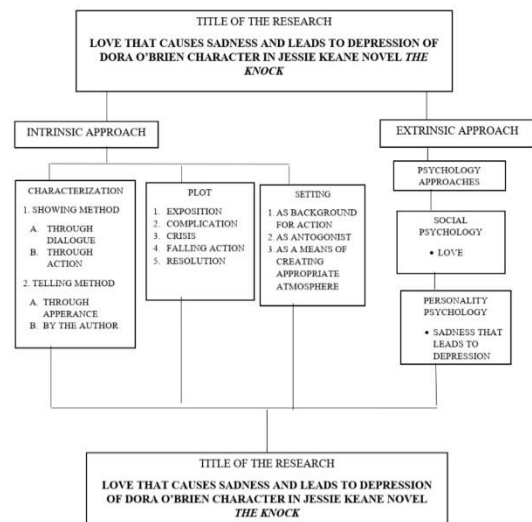 TITLE OF THE RESEARCH
LOVE THAT CAUSES SADNESS AND LEADS TO DEPRESSION OF
DORA O'BRIEN CHARACTER IN JESSIE KEANE NOVEL THE
KNOCK
INTRINSIC APPROACH
EXTRINSIC APPROACH
CHARACTERIZATION
1. SHOWING METHOD
A. THROUGH
DIALOGUE
B. THROUGH
ACTION
2. TELLING METHOD
A. THROUGH
APPERANCE
B. BY THE AUTHOR
PLOT
1. EXPOSITION
2. COMPLICATION
3. CRISIS
4. FALLING ACTION
5. RESOLUTION
SETTING
1. AS BACKGROUND
FOR ACTION
2. AS ANTOGONIST
3. AS A MEANS OF
CREATING
APPROPRIATE
ATMOSPHERE
PSYCHOLOGY
APPROACHES
SOCIAL
PSYCHOLOGY
• LOVE
PERSONALITY
PSYCHOLOGY
• SADNESS THAT
LEADS TO
DEPRESSION
TITLE OF THE RESEARCH
LOVE THAT CAUSES SADNESS AND LEADS TO DEPRESSION
OF DORA O'BRIEN CHARACTER IN JESSIE KEANE NOVEL
THE KNOCK